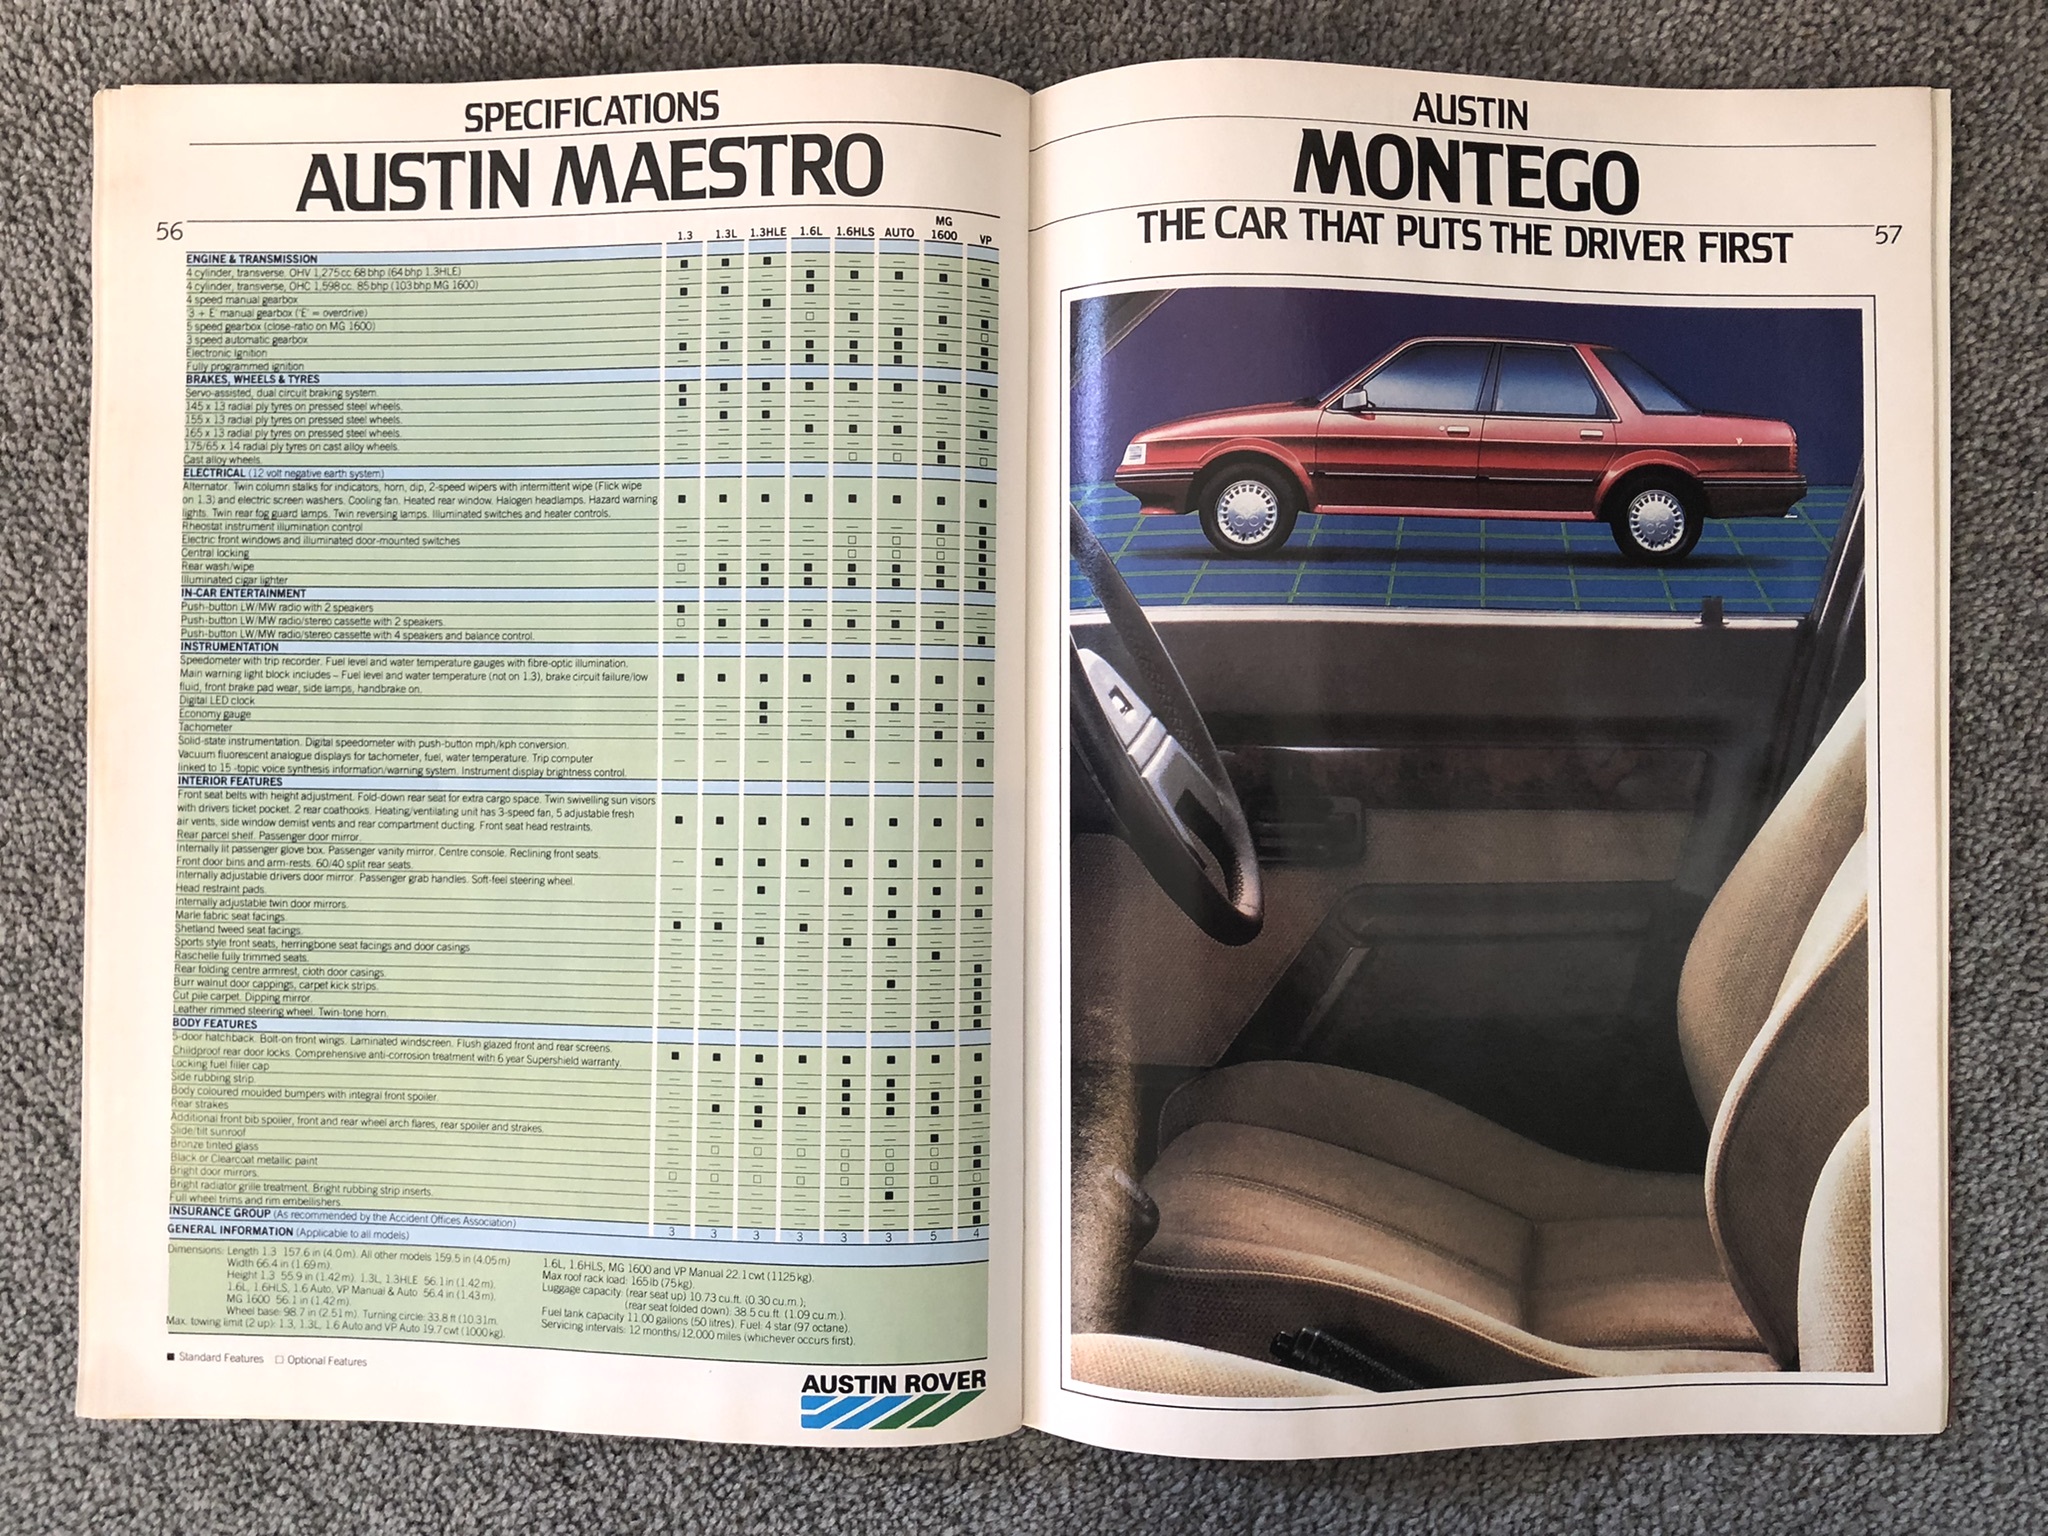 SPECIFICATIONS
AUSTIN MAESTRO
56
1.3 1.3L 1.3HLE 1.6L 1.6HLS AUTO MG 1600 VP
ENGINE & TRANSMISSION
4 cylinder, transverse. OHV 1,275cc 68bhp (64bhp 1.3HLE)
4 cylinder, transverse, OHC 1,598cc. 85bhp (103bhp MG 1600)
4 speed manual gearbox
'3 + E' manual gearbox ('E' = overdrive)
5 speed gearbox (close-ratio on MG 1600)
3 speed automatic gearbox
Electronic Ignition
Fully programmed ignition
BRAKES, WHEELS & TYRES
Servo-assisted, dual circuit braking system.
145 x 13 radial ply tyres on pressed steel wheels.
155 x 13 radial ply tyres on pressed steel wheels.
165 x 13 radial ply tyres on pressed steel wheels.
175/65 x 14 radial ply tyres on cast alloy wheels.
Cast alloy wheels.
ELECTRICAL (12 volt negative earth system)
Alternator. Twin column stalks for indicators, horn, dip, 2-speed wipers with intermittent wipe (Flick wipe
on 1.3) and electric screen washers. Cooling fan. Heated rear window. Halogen headlamps. Hazard warning
lights. Twin rear fog guard lamps. Twin reversing lamps. Illuminated switches and heater controls.
Rheostat instrument illumination control
Electric front windows and illuminated door-mounted switches
Central locking
Rear wash/wipe
Illuminated cigar lighter
IN-CAR ENTERTAINMENT
Push-button LW/MW radio with 2 speakers
Push-button LW/MW radio/stereo cassette with 2 speakers.
Push-button LW/MW radio/stereo cassette with 4 speakers and balance control.
INSTRUMENTATION
Speedometer with trip recorder. Fuel level and water temperature gauges with fibre-optic illumination.
Main warning light block includes – Fuel level and water temperature (not on 1.3), brake circuit failure/low
fluid, front brake pad wear, side lamps, handbrake on.
Digital LED clock
Economy gauge
Tachometer
Solid-state instrumentation. Digital speedometer with push-button mph/kph conversion.
Vacuum fluorescent analogue displays for tachometer, fuel, water temperature. Trip computer
linked to 15 -topic voice synthesis information/warning system. Instrument display brightness control.
INTERIOR FEATURES
Front seat belts with height adjustment. Fold-down rear seat for extra cargo space. Twin swivelling sun visors
with drivers ticket pocket. 2 rear coathooks. Heating/ventilating unit has 3-speed fan, 5 adjustable fresh
air vents, side window demist vents and rear compartment ducting. Front seat head restraints.
Rear parcel shelf. Passenger door mirror.
Internally lit passenger glove box. Passenger vanity mirror. Centre console. Reclining front seats.
Front door bins and arm-rests. 60/40 split rear seats.
Internally adjustable drivers door mirror. Passenger grab handles. Soft-feel steering wheel.
Head restraint pads.
Internally adjustable twin door mirrors.
Marle fabric seat facings.
Shetland tweed seat facings.
Sports style front seats, herringbone seat facings and door casings
Raschelle fully trimmed seats.
Rear folding centre armrest, cloth door casings.
Burr walnut door cappings, carpet kick strips.
Cut pile carpet. Dipping mirror.
Leather rimmed steering wheel. Twin-tone horn.
BODY FEATURES
5-door hatchback. Bolt-on front wings. Laminated windscreen. Flush glazed front and rear screens.
Childproof rear door locks. Comprehensive anti-corrosion treatment with 6 year Supershield warranty.
Locking fuel filler cap
Side rubbing strip.
Body coloured moulded bumpers with integral front spoiler.
Rear strakes
Additional front bib spoiler, front and rear wheel arch flares, rear spoiler and strakes.
Slide/tilt sunroof
Bronze tinted glass
Black or Clearcoat metallic paint
Bright door mirrors.
Bright radiator grille treatment. Bright rubbing strip inserts.
Full wheel trims and rim embellishers.
INSURANCE GROUP (As recommended by the Accident Offices Association) 3 3 3 3 3 3 5 4
GENERAL INFORMATION (Applicable to all models)
Dimensions: Length 1.3 157.6 in (4.0m). All other models 159.5 in (4.05m)
Width 66.4 in (1.69m).
Height 1.3 55.9 in (1.42m). 1.3L, 1.3HLE 56.1in (1.42m).
1.6L, 1.6HLS, 1.6 Auto, VP Manual & Auto 56.4 in (1.43m).
MG 1600 56.1 in (1.42m).
Wheel base: 98.7 in (2.51m). Turning circle: 33.8 ft (10.31m.
Max. towing limit (2 up): 1.3, 1.3L, 1.6 Auto and VP Auto 19.7 cwt (1000kg).
1.6L, 1.6HLS, MG 1600 and VP Manual 22.1 cwt (1125kg).
Max roof rack load: 165lb (75kg).
Luggage capacity: (rear seat up) 10.73 cu.ft. (0.30 cu.m.);
(rear seat folded down): 38.5 cu.ft. (1.09 cu.m.).
Fuel tank capacity 11.00 gallons (50 litres). Fuel: 4 star (97 octane).
Servicing intervals: 12 months/12,000 miles (whichever occurs first).
■ Standard Features □ Optional Features
AUSTIN ROVER
AUSTIN
MONTEGO
THE CAR THAT PUTS THE DRIVER FIRST
57